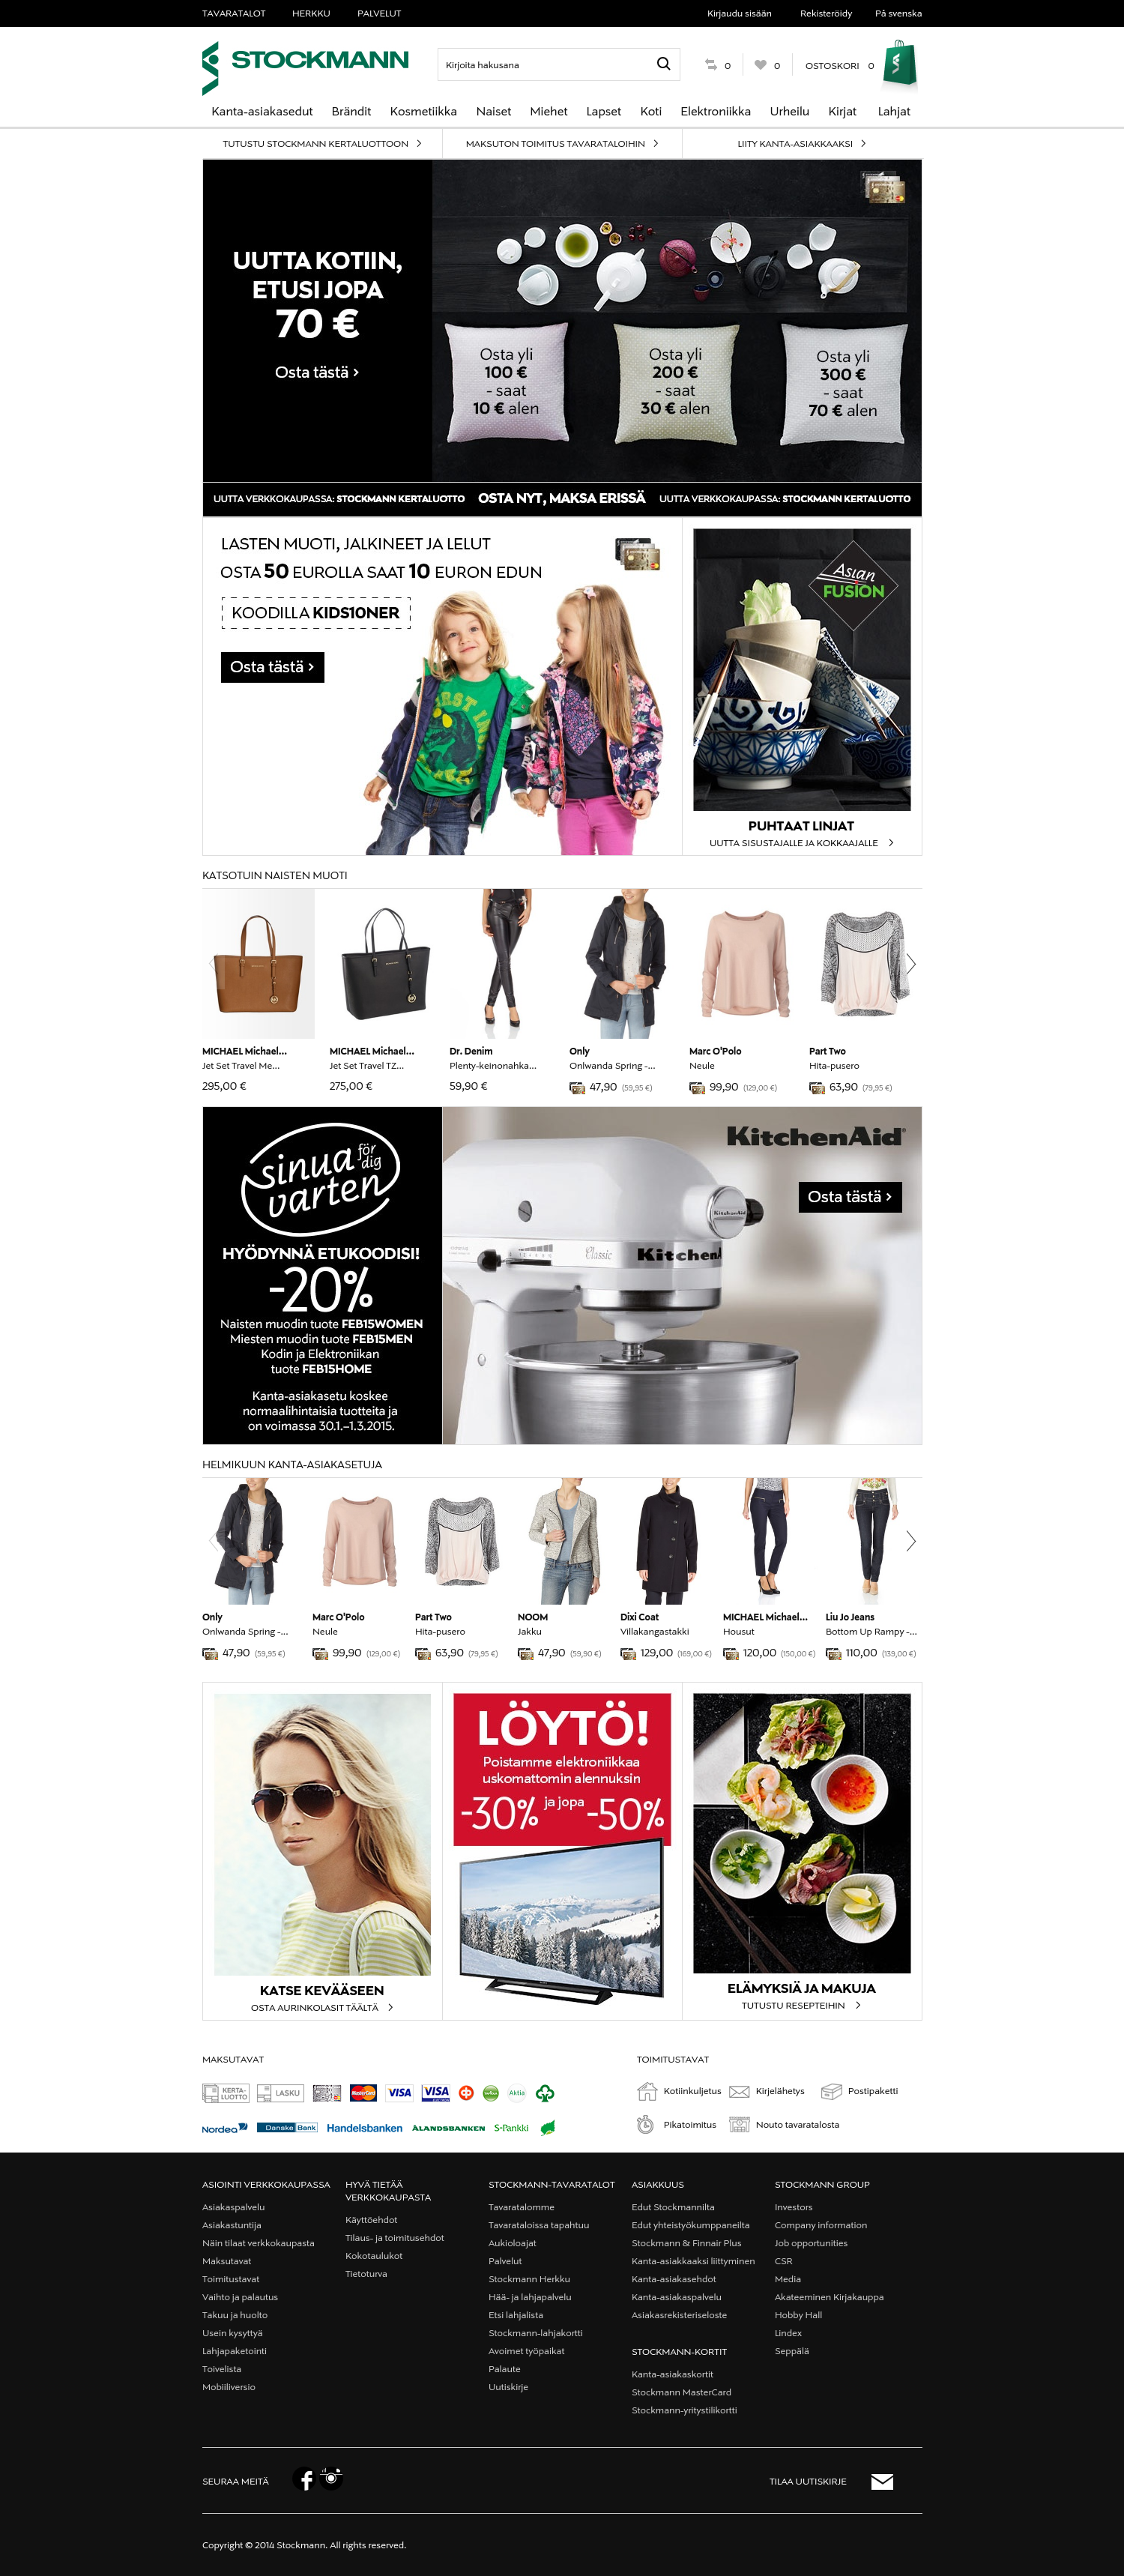 TAVARATALOT HERKKU PALVELUT Kirjaudu sisään Rekisteröidy På svenska
STOCKMANN
Kirjoita hakusana
0 0 OSTOSKORI 0
Kanta-asiakasedut Brändit Kosmetiikka Naiset Miehet Lapset Koti Elektroniikka Urheilu Kirjat Lahjat
TUTUSTU STOCKMANN KERTALUOTTOON MAKSUTON TOIMITUS TAVARATALOIHIN LIITY KANTA-ASIAKKAAKSI
UUTTA KOTIIN,
ETUSI JOPA
70 €
Osta tästä ›
Osta yli
100 €
- saat
10 € alen
Osta yli
200 €
- saat
30 € alen
Osta yli
300 €
- saat
70 € alen
UUTTA VERKKOKAUPASSA: STOCKMANN KERTALUOTTO OSTA NYT, MAKSA ERISSÄ UUTTA VERKKOKAUPASSA: STOCKMANN KERTALUOTTO
LASTEN MUOTI, JALKINEET JA LELUT
OSTA 50 EUROLLA SAAT 10 EURON EDUN
KOODILLA KIDS10NER
Osta tästä ›
Asian
FUSION
PUHTAAT LINJAT
UUTTA SISUSTAJALLE JA KOKKAAJALLE
KATSOTUIN NAISTEN MUOTI
MICHAEL Michael... MICHAEL Michael... Dr. Denim Only Marc O'Polo Part Two
Jet Set Travel Me... Jet Set Travel TZ... Plenty-keinonahka... Onlwanda Spring -... Neule Hita-pusero
295,00 € 275,00 € 59,90 € 47,90 (59,95 €) 99,90 (129,00 €) 63,90 (79,95 €)
sinua för
dig
varten
HYÖDYNNÄ ETUKOODISI!
-20%
Naisten muodin tuote FEB15WOMEN
Miesten muodin tuote FEB15MEN
Kodin ja Elektroniikan
tuote FEB15HOME
Kanta-asiakasetu koskee
normaalihintaisia tuotteita ja
on voimassa 30.1.–1.3.2015.
KitchenAid
Osta tästä ›
KitchenAid
Classic KitchenA
HELMIKUUN KANTA-ASIAKASETUJA
Only Marc O'Polo Part Two NOOM Dixi Coat MICHAEL Michael... Liu Jo Jeans
Onlwanda Spring -... Neule Hita-pusero Jakku Villakangastakki Housut Bottom Up Rampy -...
47,90 (59,95 €) 99,90 (129,00 €) 63,90 (79,95 €) 47,90 (59,90 €) 129,00 (169,00 €) 120,00 (150,00 €) 110,00 (139,00 €)
KATSE KEVÄÄSEEN
OSTA AURINKOLASIT TÄÄLTÄ
LÖYTÖ!
Poistamme elektroniikkaa
uskomattomin alennuksin
-30% ja jopa -50%
ELÄMYKSIÄ JA MAKUJA
TUTUSTU RESEPTEIHIN
MAKSUTAVAT
KERTA-
LUOTTO LASKU MasterCard VISA VISA Aktia
Nordea Danske Bank Handelsbanken ÅLANDSBANKEN S-Pankki
TOIMITUSTAVAT
Kotiinkuljetus Kirjelähetys Postipaketti
Pikatoimitus Nouto tavaratalosta
ASIOINTI VERKKOKAUPASSA
Asiakaspalvelu
Asiakastuntija
Näin tilaat verkkokaupasta
Maksutavat
Toimitustavat
Vaihto ja palautus
Takuu ja huolto
Usein kysyttyä
Lahjapaketointi
Toivelista
Mobiiliversio
HYVÄ TIETÄÄ
VERKKOKAUPASTA
Käyttöehdot
Tilaus- ja toimitusehdot
Kokotaulukot
Tietoturva
STOCKMANN-TAVARATALOT
Tavaratalomme
Tavarataloissa tapahtuu
Aukioloajat
Palvelut
Stockmann Herkku
Hää- ja lahjapalvelu
Etsi lahjalista
Stockmann-lahjakortti
Avoimet työpaikat
Palaute
Uutiskirje
ASIAKKUUS
Edut Stockmannilta
Edut yhteistyökumppaneilta
Stockmann & Finnair Plus
Kanta-asiakkaaksi liittyminen
Kanta-asiakasehdot
Kanta-asiakaspalvelu
Asiakasrekisteriseloste
STOCKMANN-KORTIT
Kanta-asiakaskortit
Stockmann MasterCard
Stockmann-yritystilikortti
STOCKMANN GROUP
Investors
Company information
Job opportunities
CSR
Media
Akateeminen Kirjakauppa
Hobby Hall
Lindex
Seppälä
SEURAA MEITÄ TILAA UUTISKIRJE
Copyright © 2014 Stockmann. All rights reserved.